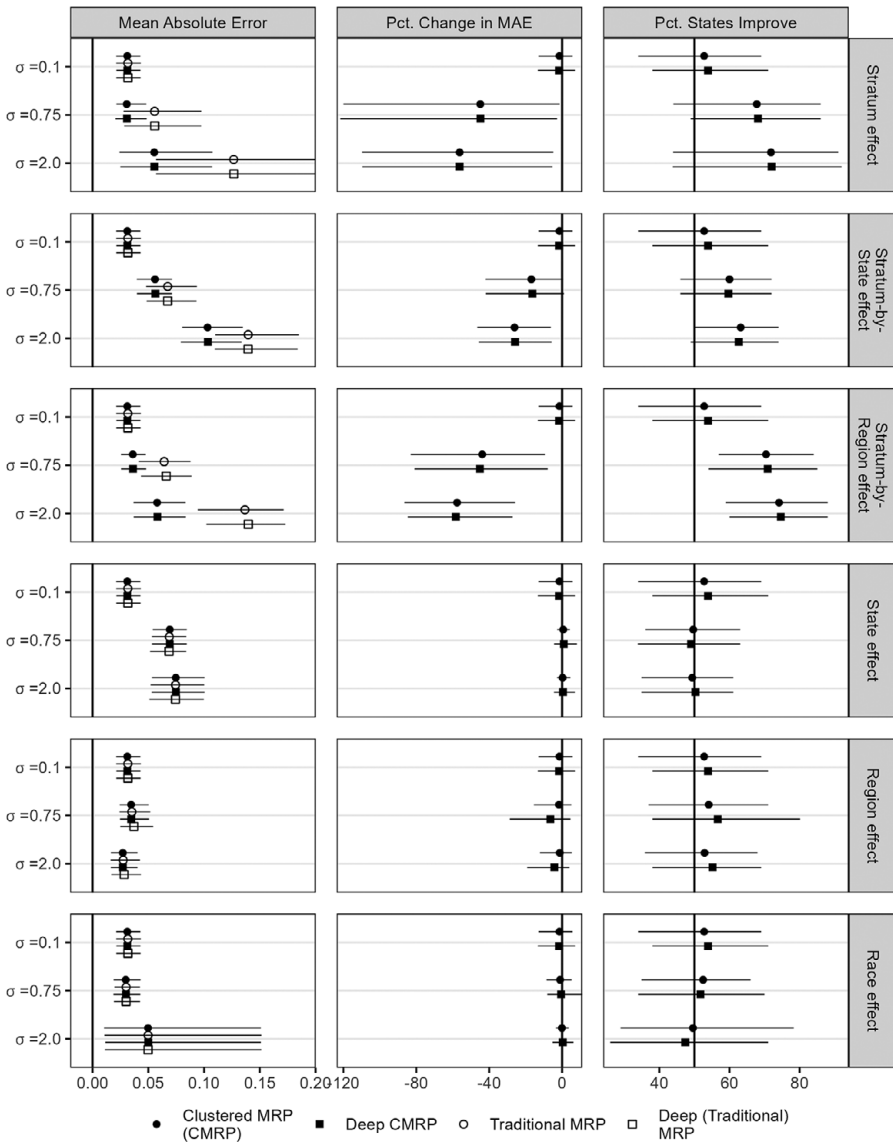 Mean Absolute Error
Pct. Change in MAE
Pct. States Improve
σ =0.1
σ =0.75
σ =2.0
Stratum effect
σ =0.1
σ =0.75
σ =2.0
Stratum-by-
State effect
σ =0.1
σ =0.75
σ =2.0
Stratum-by-
Region effect
σ =0.1
σ =0.75
σ =2.0
State effect
σ =0.1
σ =0.75
σ =2.0
Region effect
σ =0.1
σ =0.75
σ =2.0
Race effect
0.00 0.05 0.10 0.15 0.20
-120 -80 -40 0
40 60 80
Clustered MRP
(CMRP)
Deep CMRP
Traditional MRP
Deep (Traditional)
MRP